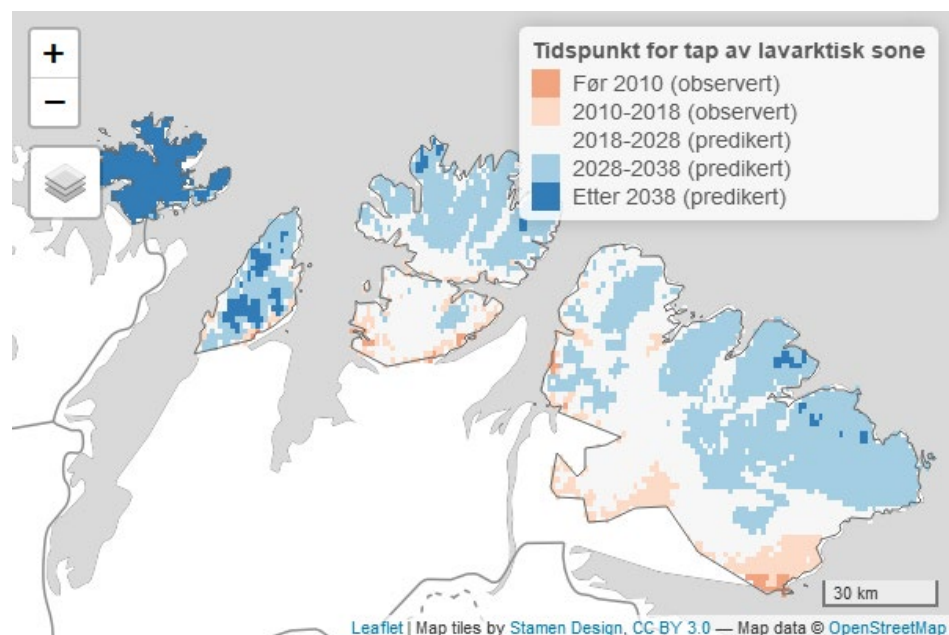 +
−
Tidspunkt for tap av lavarktisk sone
Før 2010 (observert)
2010-2018 (observert)
2018-2028 (predikert)
2028-2038 (predikert)
Etter 2038 (predikert)
30 km
Leaflet | Map tiles by Stamen Design, CC BY 3.0 — Map data © OpenStreetMap